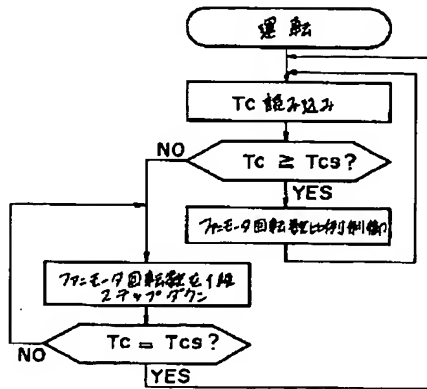 運転
Tc 読み込み
Tc ≥ Tcs?
NO
YES
ファンモータ回転数比例制御
ファンモータ回転数を1段
ステップダウン
Tc = Tcs?
NO
YES